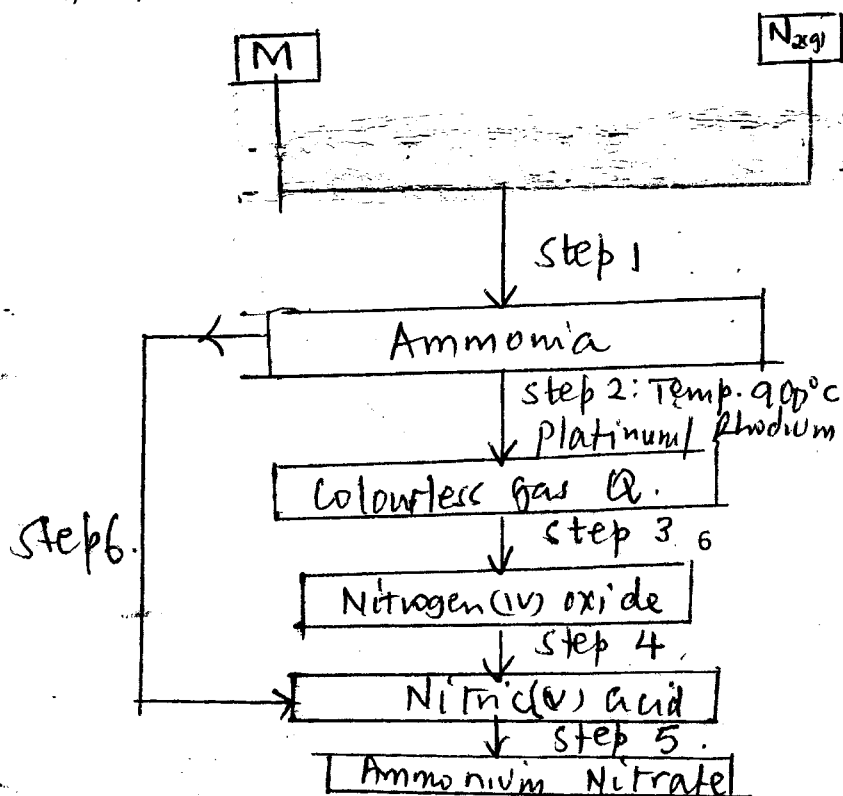 M
N2(g)
step 1
Ammonia
step 2: Temp. 900°C
Platinum/ Rhodium
Colourless gas Q.
step 3 6
Nitrogen(IV) oxide
step 4
Step6.
Nitric(V) acid
step 5.
Ammonium Nitrate